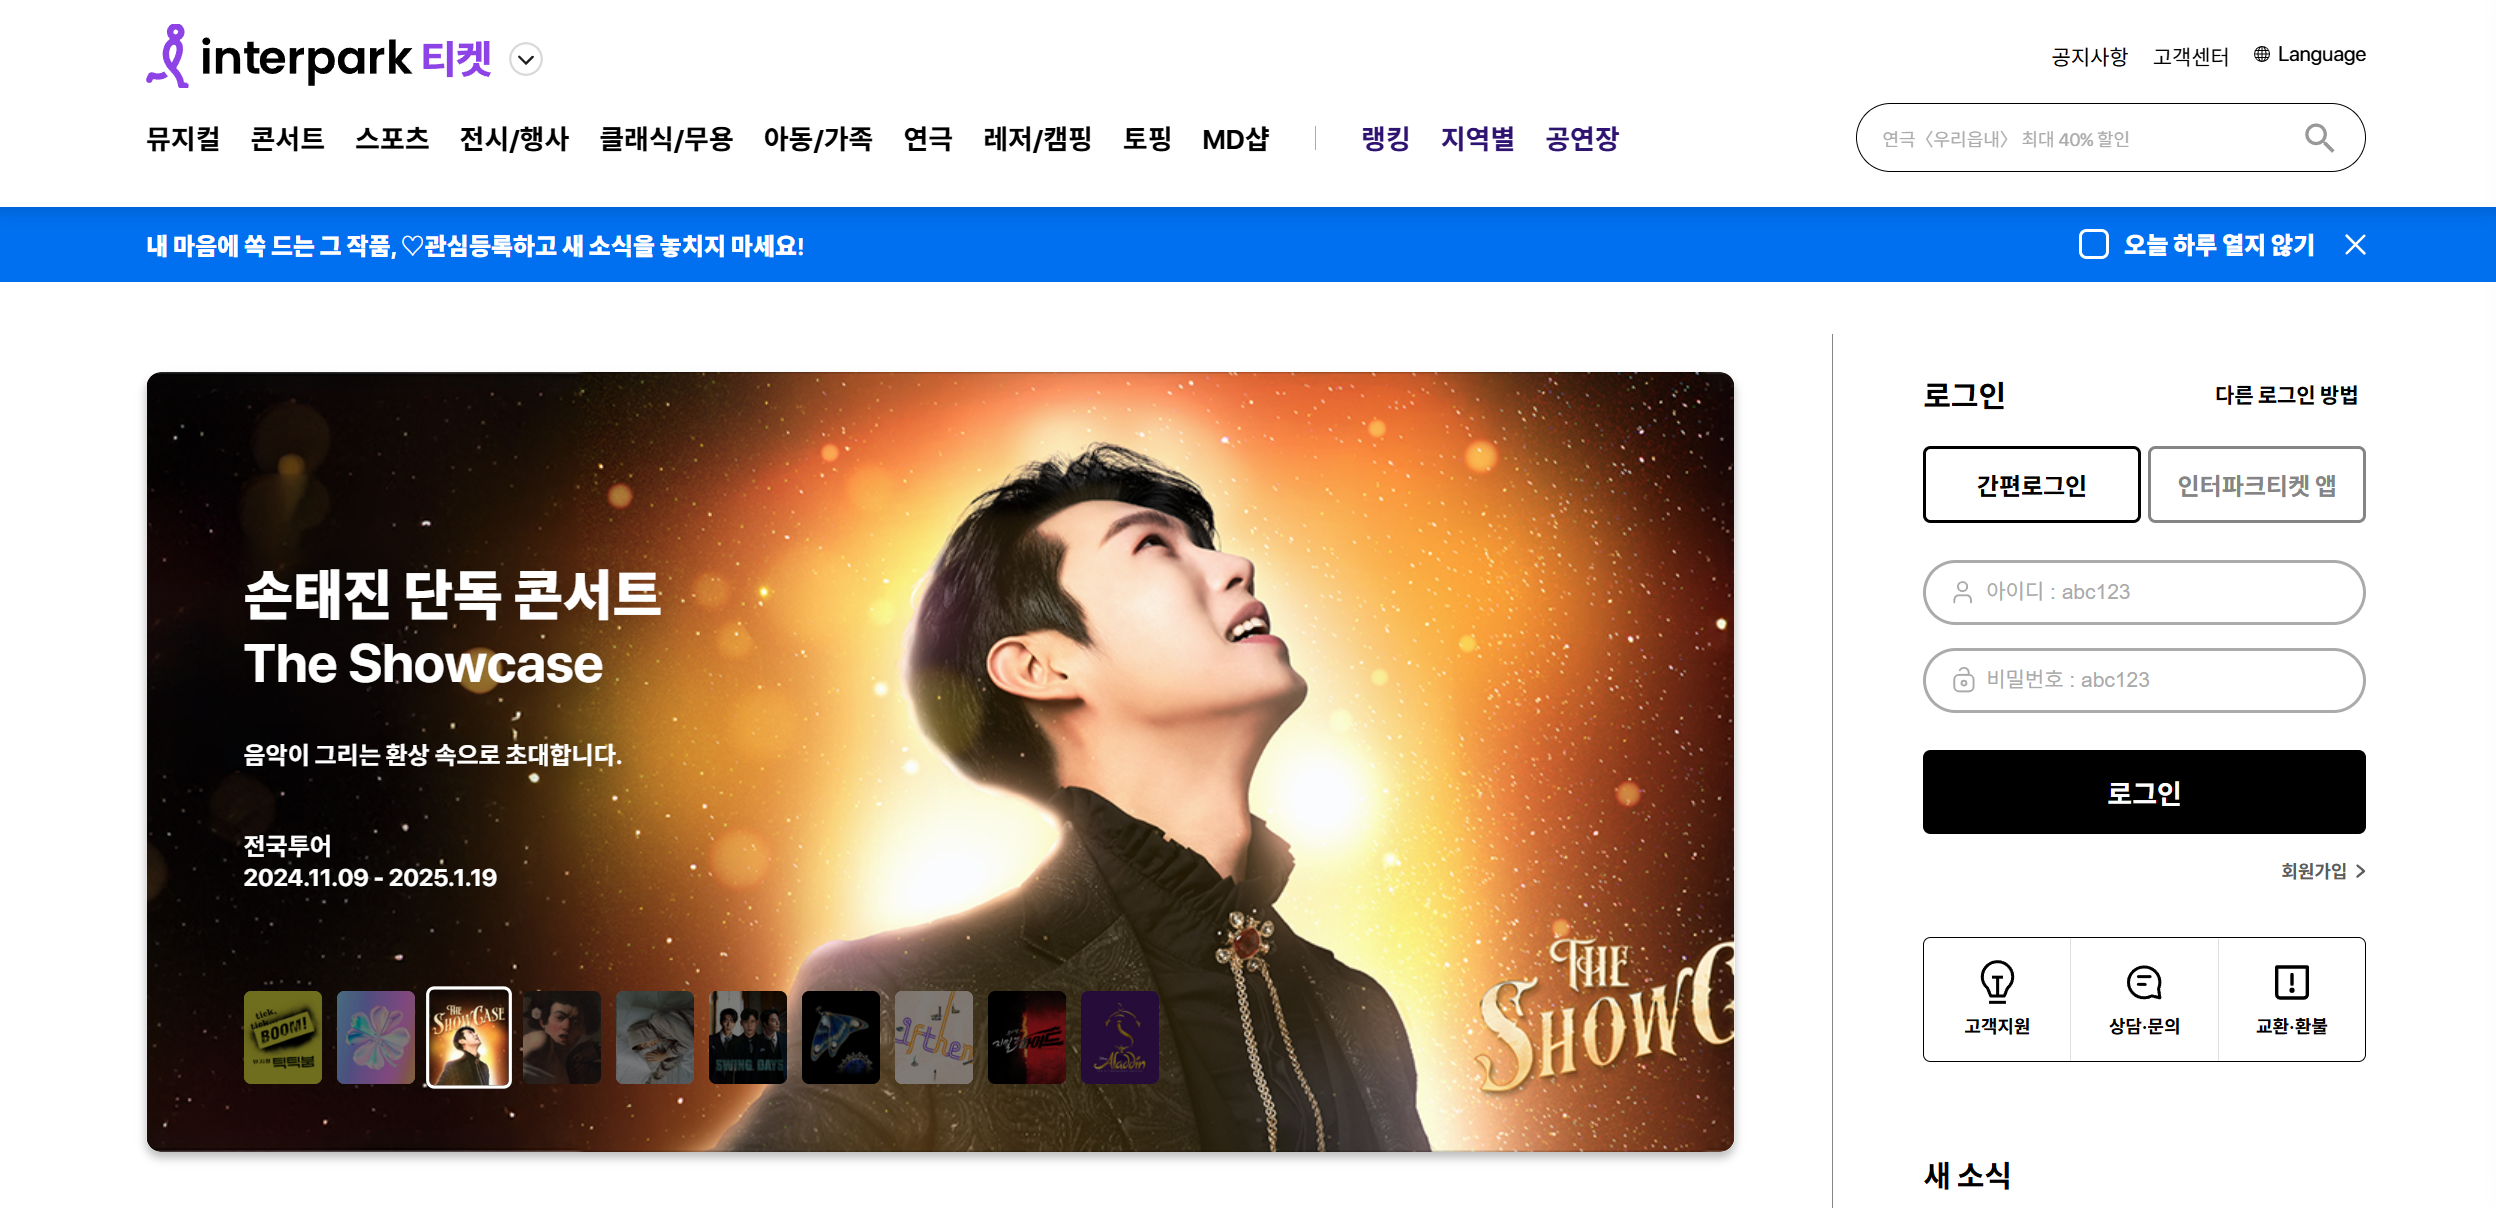 interpark 티켓
공지사항 고객센터 Language
뮤지컬 콘서트 스포츠 전시/행사 클래식/무용 아동/가족 연극 레저/캠핑 토핑 MD샵 랭킹 지역별 공연장
연극〈우리읍내〉 최대 40% 할인
내 마음에 쏙 드는 그 작품, ♡관심등록하고 새 소식을 놓치지 마세요!
오늘 하루 열지 않기
손태진 단독 콘서트
The Showcase
음악이 그리는 환상 속으로 초대합니다.
전국투어
2024.11.09 - 2025.1.19
THE
SHOWC
tick,
tick...
BOOM!
틱틱붐
THE
SHOWCASE
SWING DAYS
ifthen
지킬앤하이드
Aladdin
로그인
다른 로그인 방법
간편로그인
인터파크티켓 앱
아이디 : abc123
비밀번호 : abc123
로그인
회원가입 >
고객지원
상담·문의
교환·환불
새 소식